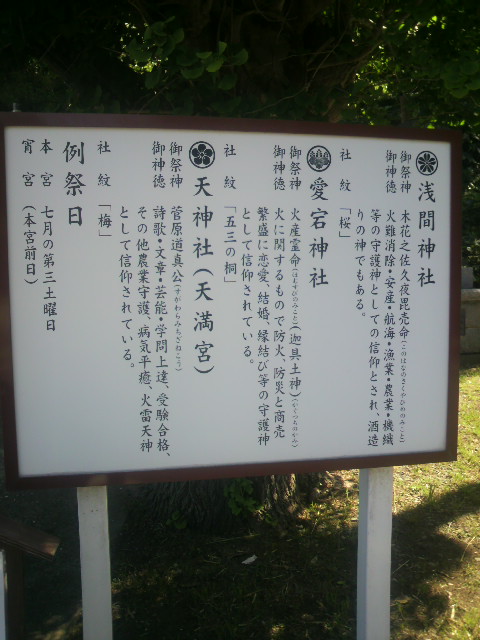 浅間神社
御祭神 木花之佐久夜毘売命(このはなのさくやひめのみこと)
御神徳 火難消除・安産・航海・漁業・農業・機織
等の守護神としての信仰とされ、酒造
りの神でもある。
社紋 「桜」
愛宕神社
御祭神 火産霊命(ほむすびのみこと)(迦具土神)(かぐつちのかみ)
御神徳 火に関するもので防火、防災と商売
繁盛に恋愛、結婚、縁結び等の守護神
として信仰されている。
社紋 「五三の桐」
天神社(天満宮)
御祭神 菅原道真公(すがわらみちざねこう)
御神徳 詩歌・文章・芸能・学問上達、受験合格、
その他農業守護、病気平癒、火雷天神
として信仰されている。
社紋 「梅」
例祭日
本宮 七月の第三土曜日
宵宮 (本宮前日)